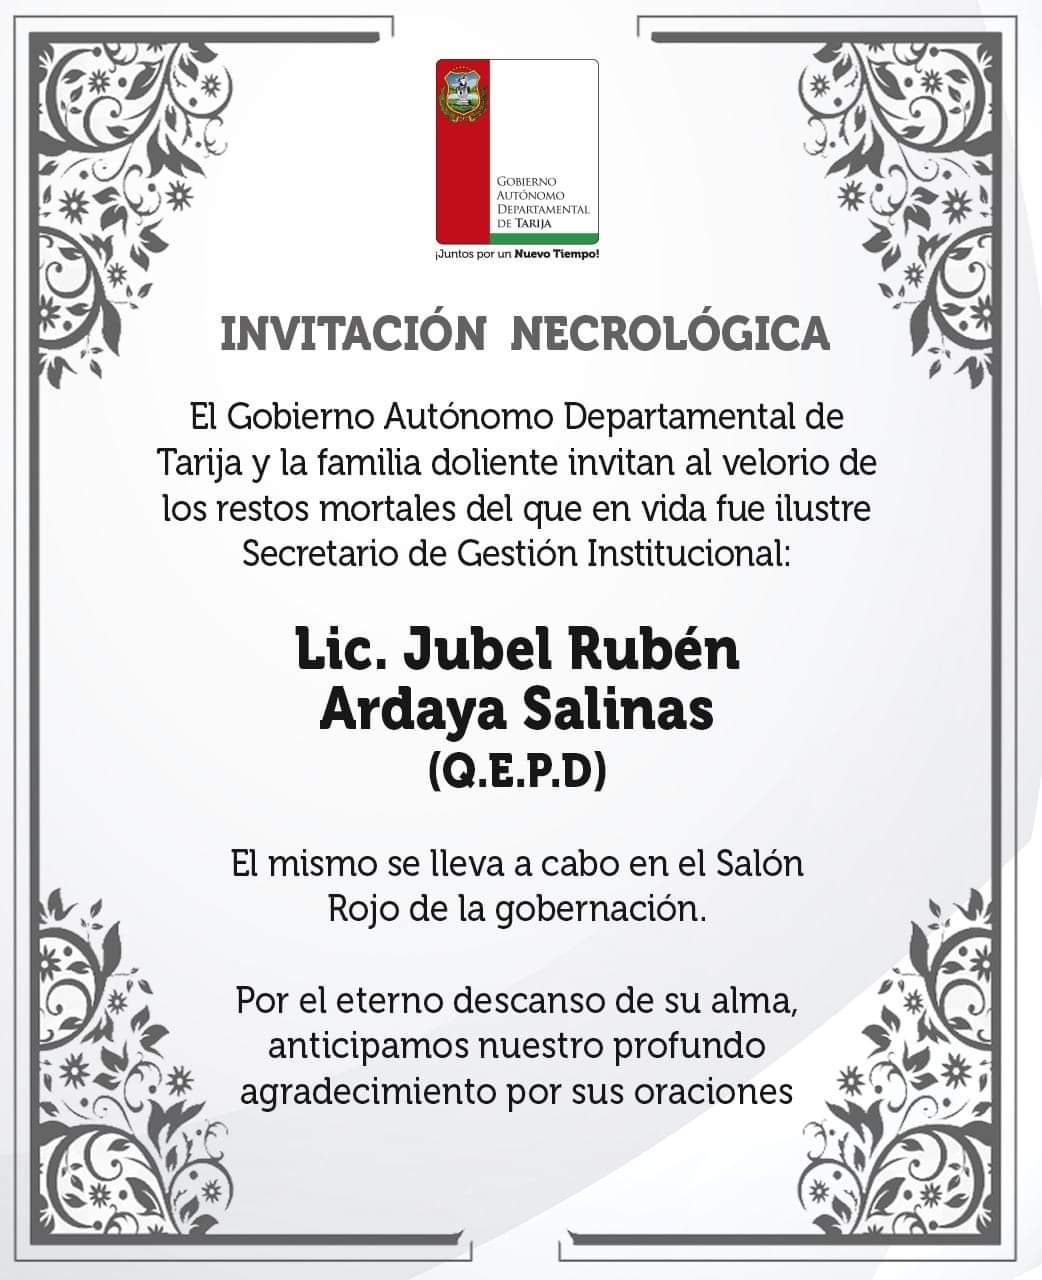 GOBIERNO
AUTÓNOMO
DEPARTAMENTAL
DE TARIJA
¡Juntos por un Nuevo Tiempo!
INVITACIÓN NECROLÓGICA
El Gobierno Autónomo Departamental de
Tarija y la familia doliente invitan al velorio de
los restos mortales del que en vida fue ilustre
Secretario de Gestión Institucional:
Lic. Jubel Rubén
Ardaya Salinas
(Q.E.P.D)
El mismo se lleva a cabo en el Salón
Rojo de la gobernación.
Por el eterno descanso de su alma,
anticipamos nuestro profundo
agradecimiento por sus oraciones